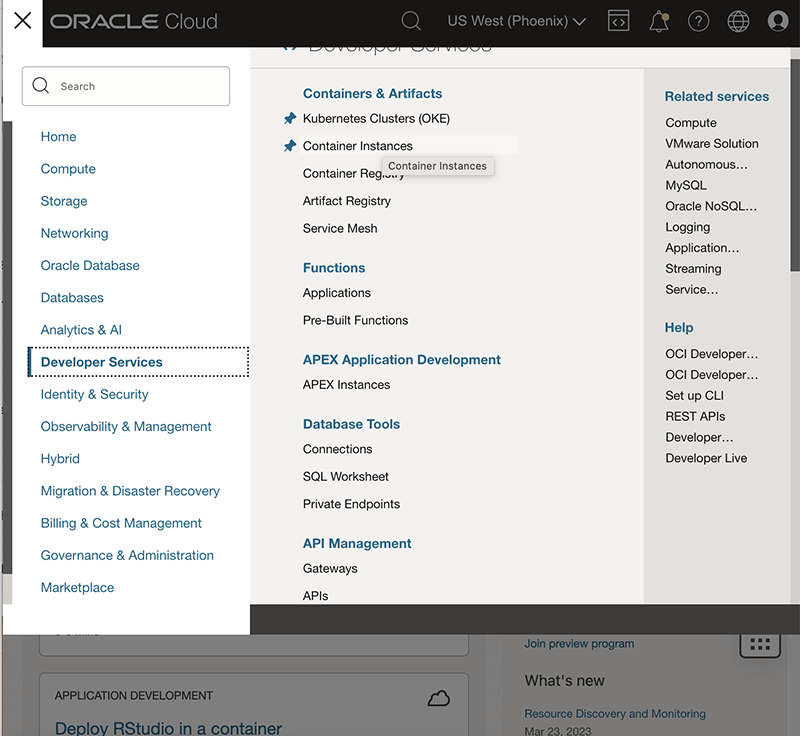 ORACLE Cloud
US West (Phoenix)
Developer Services
Search
Home
Compute
Storage
Networking
Oracle Database
Databases
Analytics & AI
Developer Services
Identity & Security
Observability & Management
Hybrid
Migration & Disaster Recovery
Billing & Cost Management
Governance & Administration
Marketplace
Containers & Artifacts
Kubernetes Clusters (OKE)
Container Instances
Container Instances
Container Registry
Artifact Registry
Service Mesh
Functions
Applications
Pre-Built Functions
APEX Application Development
APEX Instances
Database Tools
Connections
SQL Worksheet
Private Endpoints
API Management
Gateways
APIs
Related services
Compute
VMware Solution
Autonomous...
MySQL
Oracle NoSQL...
Logging
Application...
Streaming
Service...
Help
OCI Developer...
OCI Developer...
Set up CLI
REST APIs
Developer...
Developer Live
APPLICATION DEVELOPMENT
Deploy RStudio in a container
Join preview program
What's new
Resource Discovery and Monitoring
Mar 23, 2023